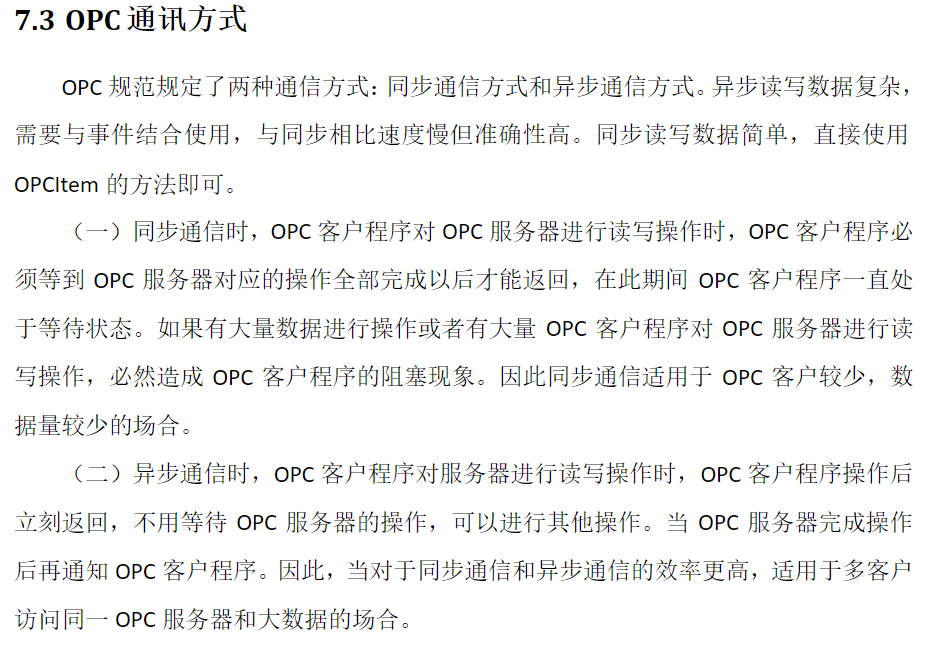 7.3 OPC 通讯方式
OPC 规范规定了两种通信方式：同步通信方式和异步通信方式。异步读写数据复杂，
需要与事件结合使用，与同步相比速度慢但准确性高。同步读写数据简单，直接使用
OPCItem 的方法即可。
（一）同步通信时，OPC 客户程序对 OPC 服务器进行读写操作时，OPC 客户程序必
须等到 OPC 服务器对应的操作全部完成以后才能返回，在此期间 OPC 客户程序一直处
于等待状态。如果有大量数据进行操作或者有大量 OPC 客户程序对 OPC 服务器进行读
写操作，必然造成 OPC 客户程序的阻塞现象。因此同步通信适用于 OPC 客户较少，数
据量较少的场合。
（二）异步通信时，OPC 客户程序对服务器进行读写操作时，OPC 客户程序操作后
立刻返回，不用等待 OPC 服务器的操作，可以进行其他操作。当 OPC 服务器完成操作
后再通知 OPC 客户程序。因此，当对于同步通信和异步通信的效率更高，适用于多客户
访问同一 OPC 服务器和大数据的场合。